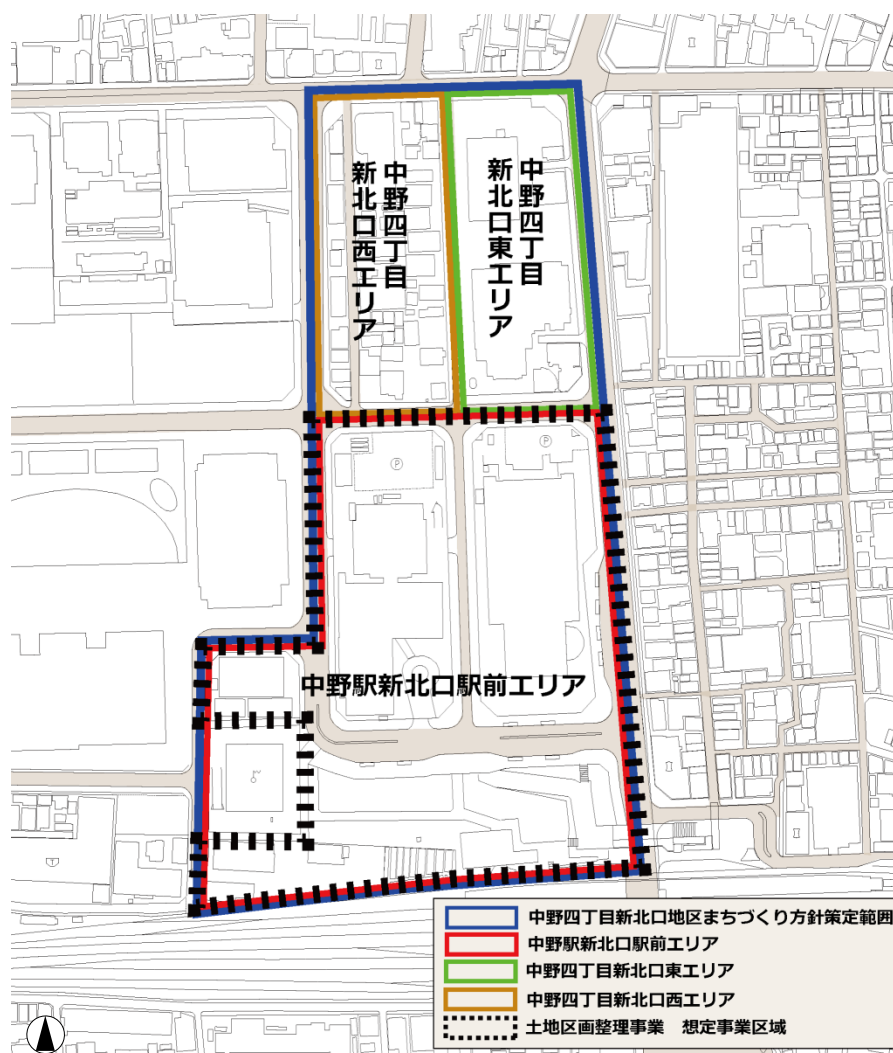 中野四丁目
新北口西エリア
中野四丁目
新北口東エリア
P
P
中野駅新北口駅前エリア
中野四丁目新北口地区まちづくり方針策定範囲
中野駅新北口駅前エリア
中野四丁目新北口東エリア
中野四丁目新北口西エリア
土地区画整理事業 想定事業区域